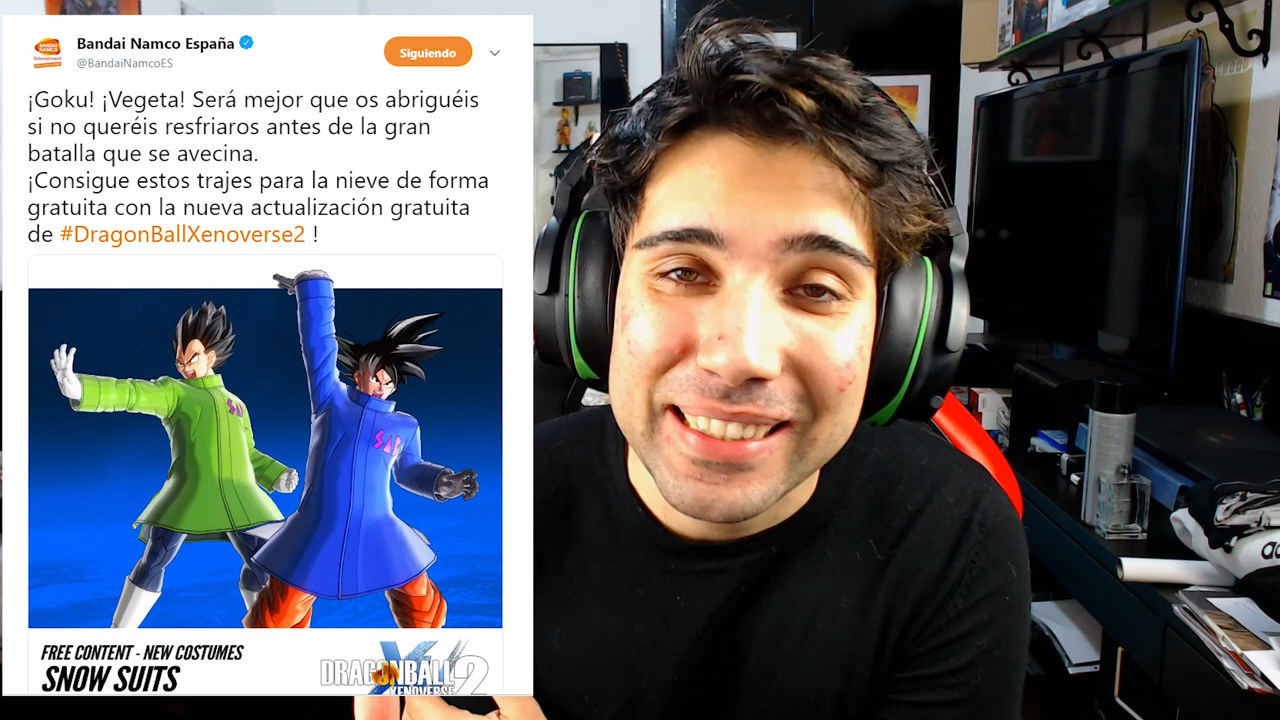 Bandai Namco España
@BandaiNamcoES
Siguiendo
¡Goku! ¡Vegeta! Será mejor que os abriguéis
si no queréis resfriaros antes de la gran
batalla que se avecina.
¡Consigue estos trajes para la nieve de forma
gratuita con la nueva actualización gratuita
de #DragonBallXenoverse2 !
FREE CONTENT - NEW COSTUMES
SNOW SUITS
DRAGONBALL
XENOVERSE 2